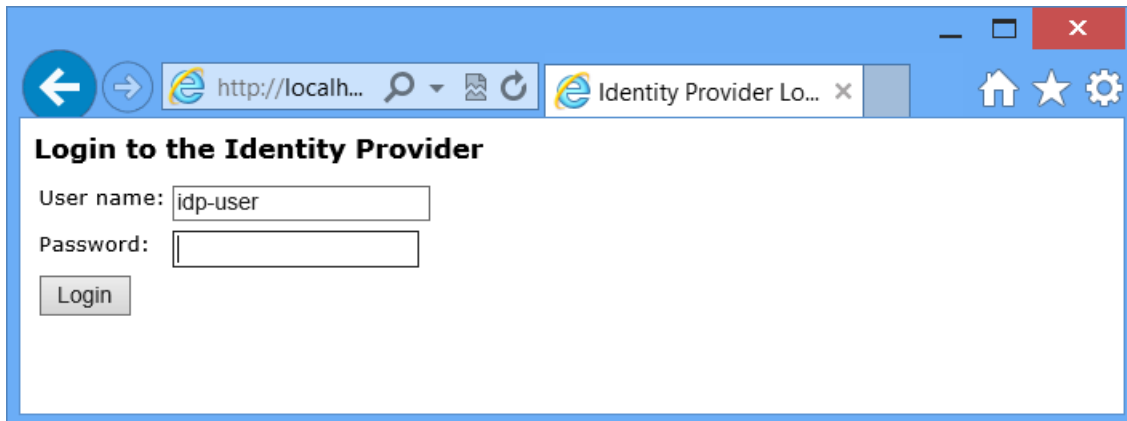 http://localh...
Identity Provider Lo...
Login to the Identity Provider
User name: idp-user
Password:
Login